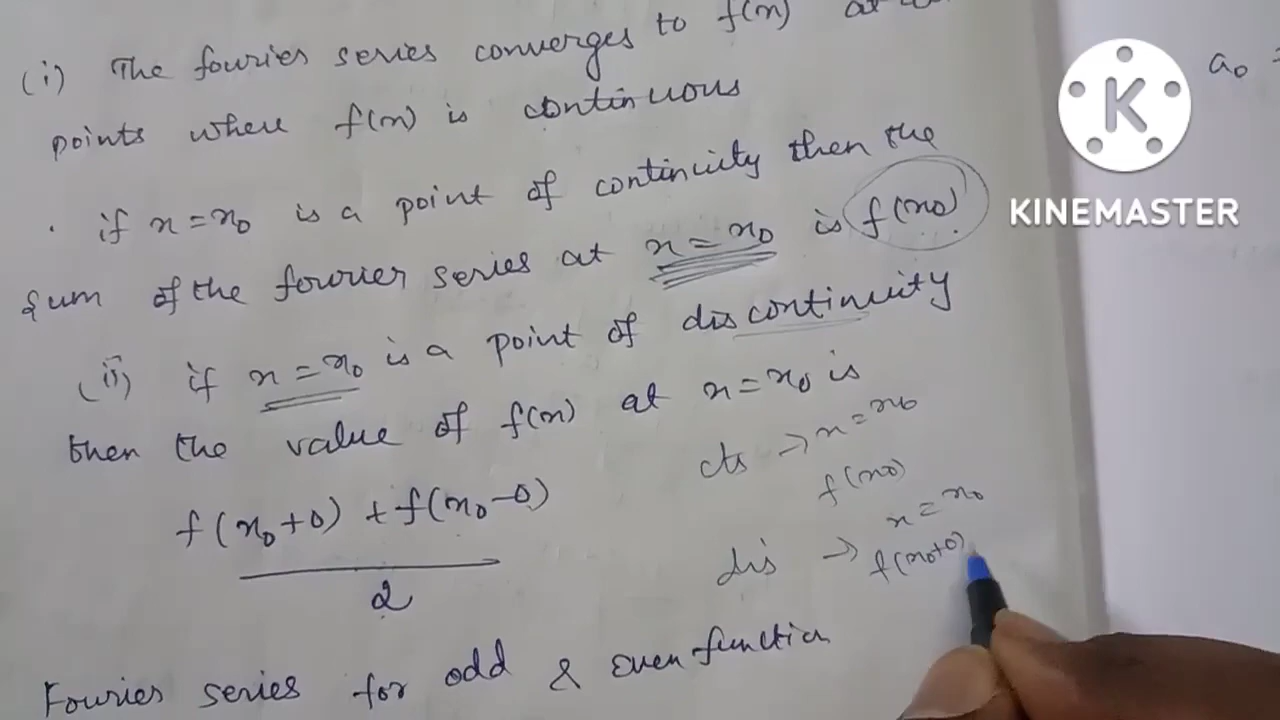 (i) The fourier series converges to f(x) at
points where f(x) is continuous
. if x = x0 is a point of continuity then the
sum of the fourier series at x = x0 is f(x0)
(ii) if x = x0 is a point of discontinuity
then the value of f(x) at x = x0 is
f(x0+0) + f(x0-0)
2
cts → x = x0
f(x0)
dis → x = x0
f(x0+0)
Fourier series for odd & even function
a0 =
KINEMASTER